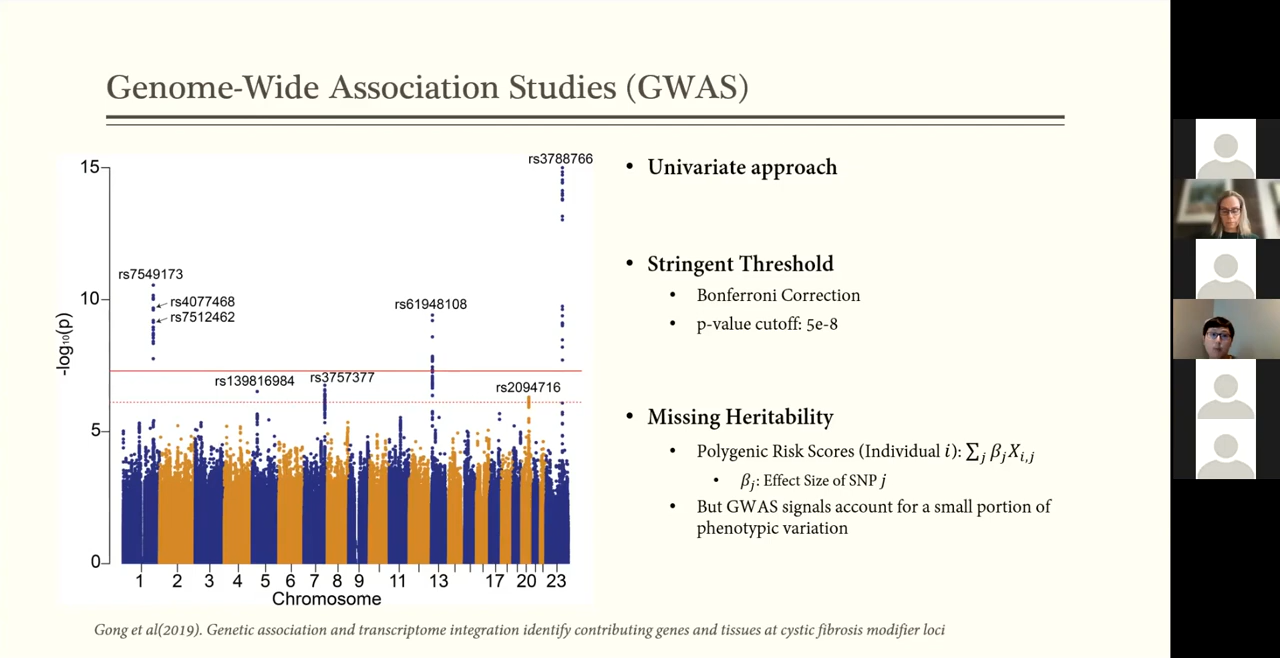 Genome-Wide Association Studies (GWAS)
15
10
5
0
-log10(p)
rs3788766
rs7549173
rs4077468
rs7512462
rs61948108
rs139816984
rs3757377
rs2094716
1 2 3 4 5 6 7 8 9 11 13 17 20 23
Chromosome
• Univariate approach
• Stringent Threshold
• Bonferroni Correction
• p-value cutoff: 5e-8
• Missing Heritability
• Polygenic Risk Scores (Individual i): ∑j βjXi,j
• βj: Effect Size of SNP j
• But GWAS signals account for a small portion of
phenotypic variation
Gong et al(2019). Genetic association and transcriptome integration identify contributing genes and tissues at cystic fibrosis modifier loci